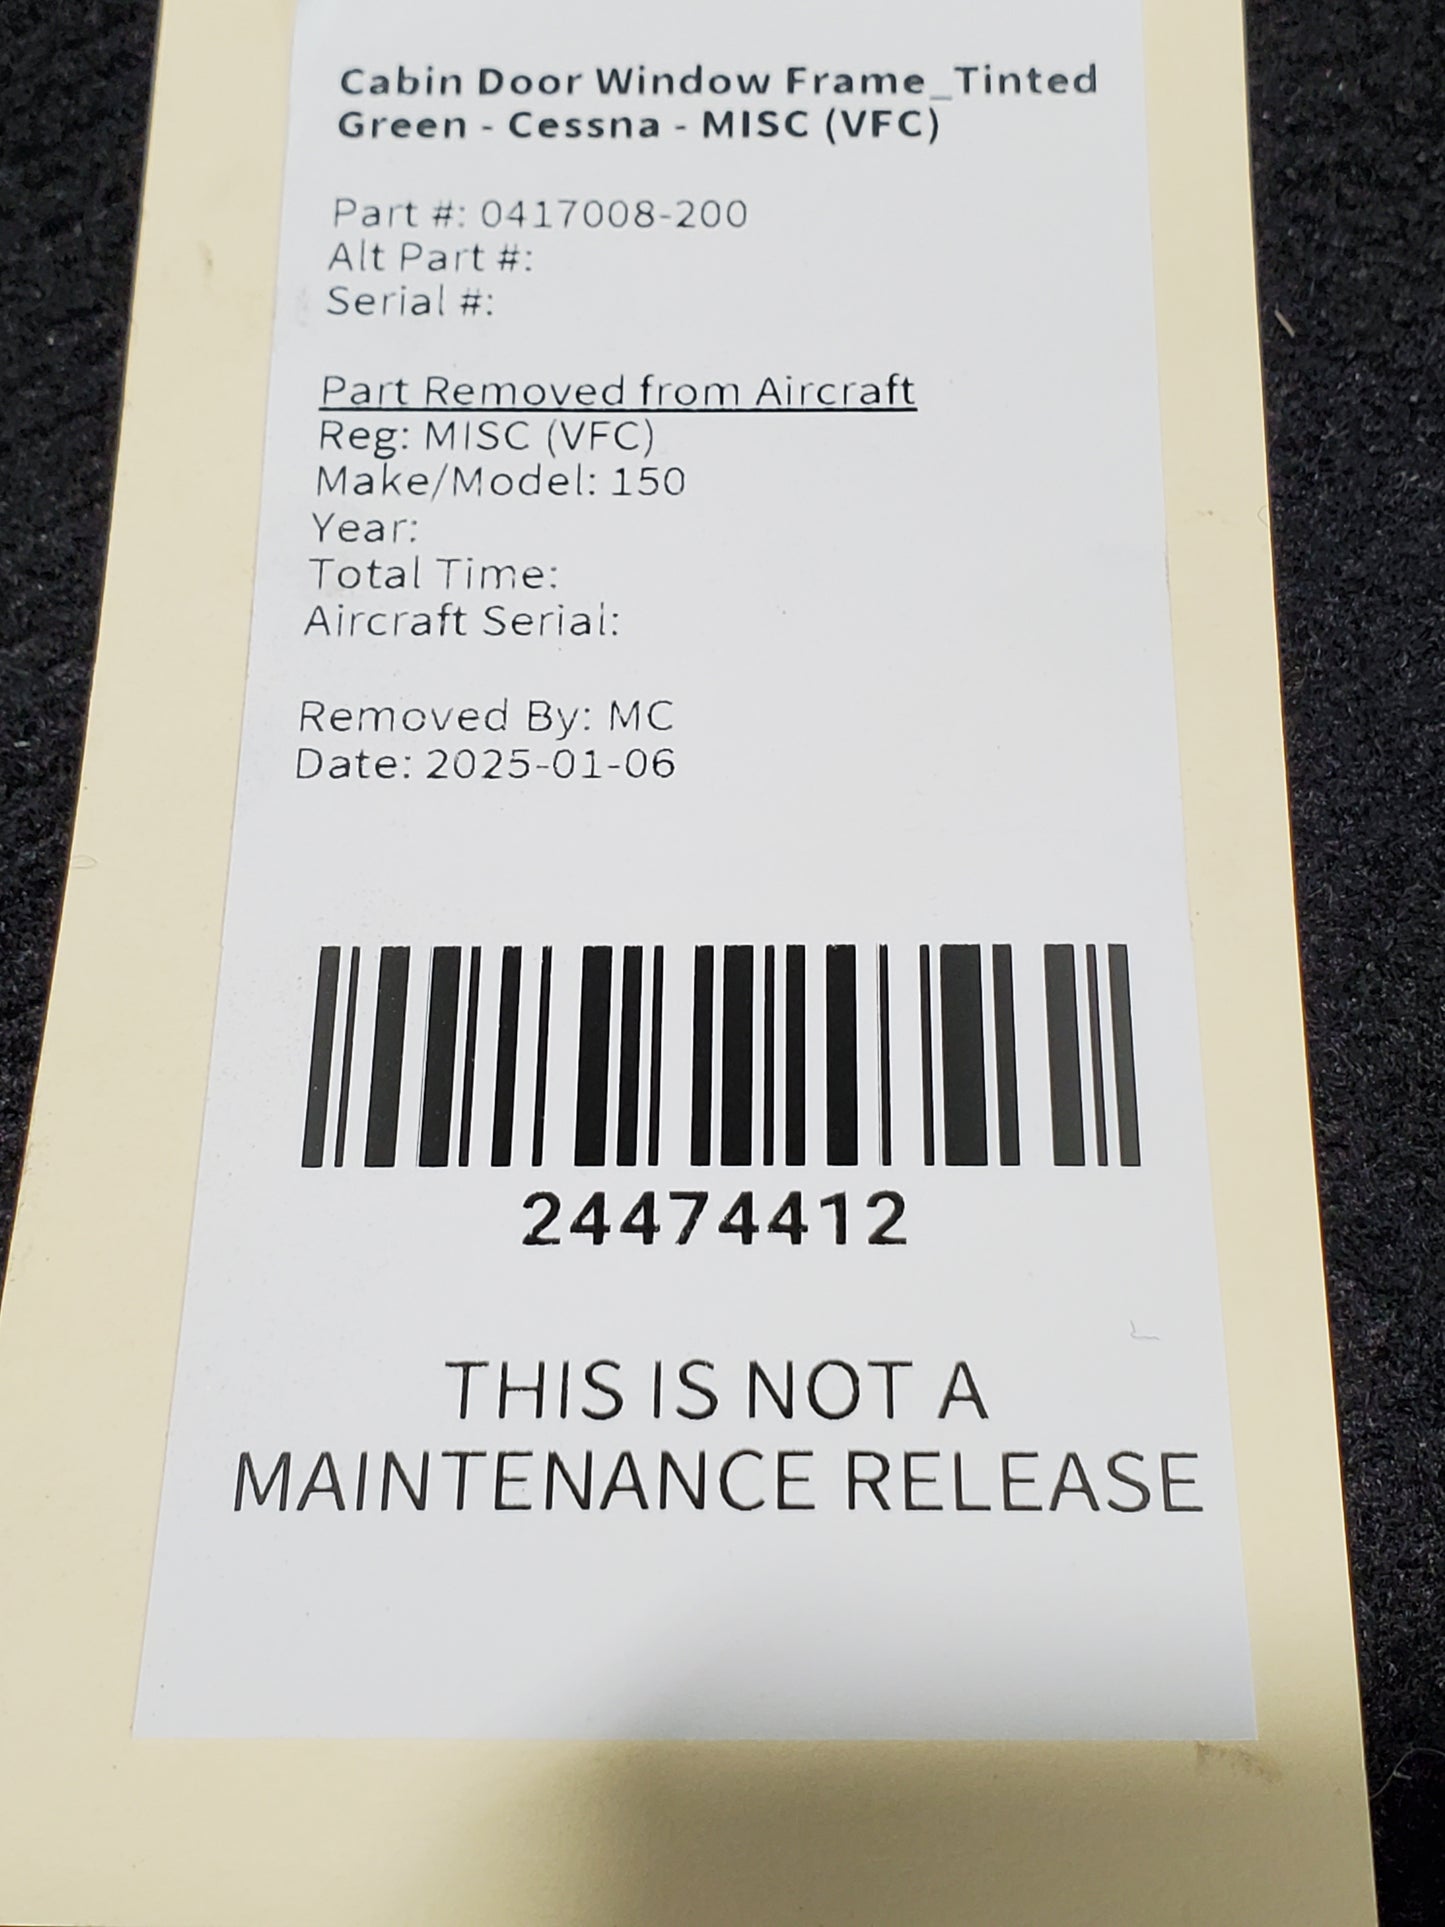 Cabin Door Window Frame_Tinted
Green - Cessna - MISC (VFC)
Part #: 0417008-200
Alt Part #:
Serial #:
Part Removed from Aircraft
Reg: MISC (VFC)
Make/Model: 150
Year:
Total Time:
Aircraft Serial:
Removed By: MC
Date: 2025-01-06
24474412
THIS IS NOT A
MAINTENANCE RELEASE